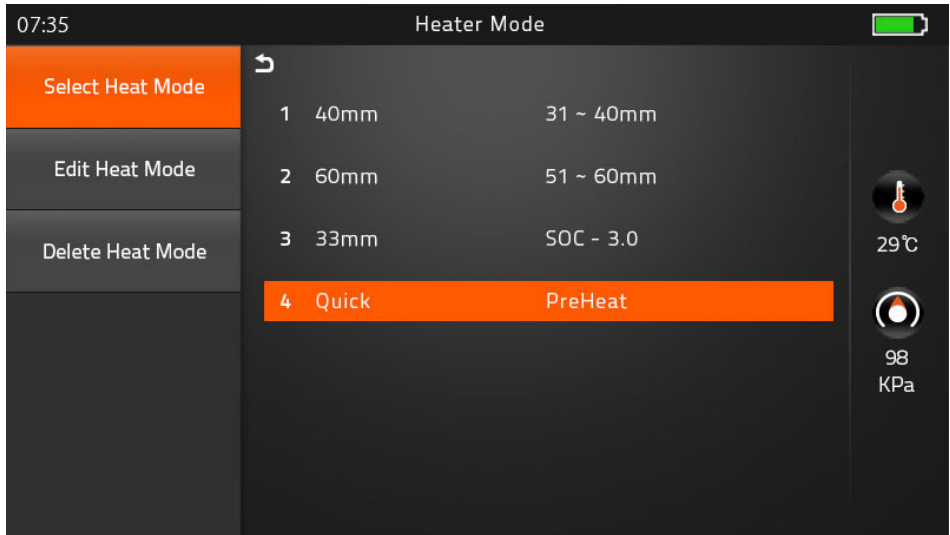 07:35 Heater Mode
Select Heat Mode
Edit Heat Mode
Delete Heat Mode
1 40mm 31 ~ 40mm
2 60mm 51 ~ 60mm
3 33mm SOC - 3.0
4 Quick PreHeat
29℃
98
KPa